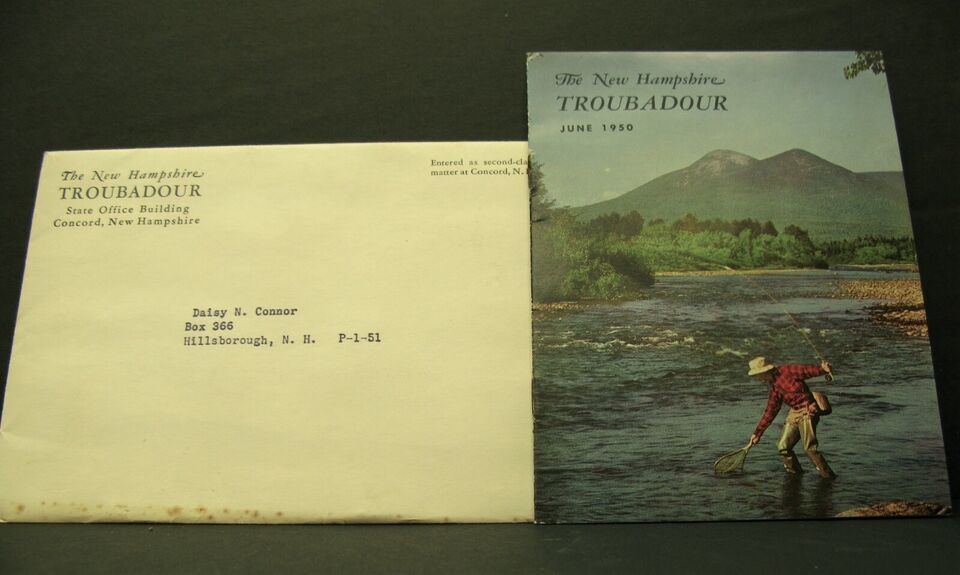 The New Hampshire
TROUBADOUR
State Office Building
Concord, New Hampshire
Entered as second-cla
matter at Concord, N.
Daisy N. Connor
Box 366
Hillsborough, N. H. P-1-51
The New Hampshire
TROUBADOUR
JUNE 1950